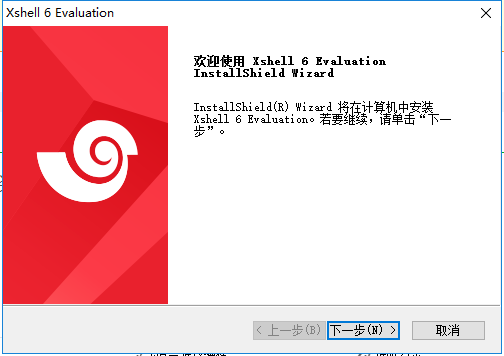 Xshell 6 Evaluation
欢迎使用 Xshell 6 Evaluation
InstallShield Wizard
InstallShield(R) Wizard 将在计算机中安装
Xshell 6 Evaluation。若要继续，请单击“下一
步”。
< 上一步(B)
下一步(N) >
取消